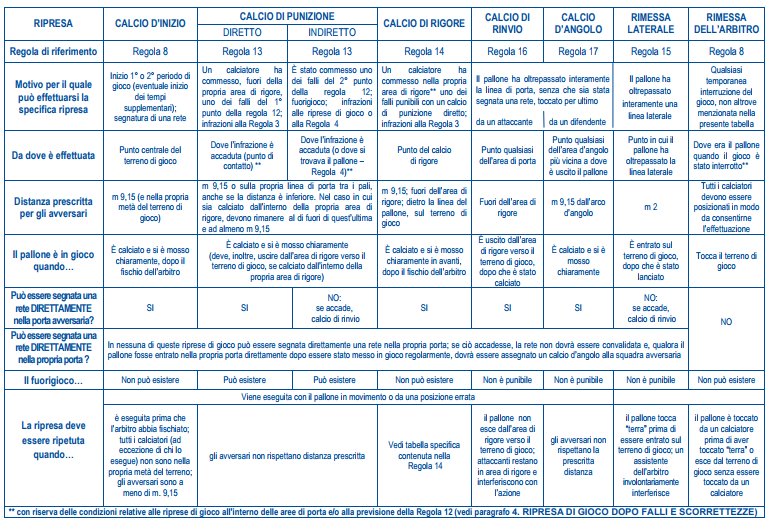 RIPRESA
CALCIO D'INIZIO
CALCIO DI PUNIZIONE
DIRETTO
INDIRETTO
CALCIO DI RIGORE
CALCIO DI
RINVIO
CALCIO
D'ANGOLO
RIMESSA
LATERALE
RIMESSA
DELL'ARBITRO
Regola di riferimento
Regola 8
Regola 13
Regola 13
Regola 14
Regola 16
Regola 17
Regola 15
Regola 8
Motivo per il quale
può effettuarsi la
specifica ripresa
Inizio 1° o 2° periodo di
gioco (eventuale inizio
dei tempi
supplementari);
segnatura di una rete
Un calciatore ha
commesso, fuori della
propria area di rigore,
uno dei falli del 1°
punto della regola 12;
infrazioni alla Regola 3
È stato commesso uno
dei falli del 2° punto
della regola 12;
fuorigioco; infrazioni
alle riprese di gioco o
alla Regola 4
Un calciatore ha
commesso nella propria
area di rigore** uno dei
falli punibili con un calcio
di punizione diretto;
infrazioni alla Regola 3
Il pallone ha oltrepassato interamente
la linea di porta, senza che sia stata
segnata una rete, toccato per ultimo
da un attaccante
da un difendente
Il pallone ha
oltrepassato
interamente una
linea laterale
Qualsiasi
temporanea
interruzione del
gioco, non altrove
menzionata nella
presente tabella
Da dove è effettuata
Punto centrale del
terreno di gioco
Dove l'infrazione è
accaduta (punto di
contatto) **
Dove l'infrazione è
accaduta (o dove si
trovava il pallone –
Regola 4)**
Punto del calcio
di rigore
Punto qualsiasi
dell'area di porta
Punto qualsiasi
dell'area d'angolo
più vicina a dove
è uscito il pallone
Punto in cui il
pallone ha
oltrepassato la
linea laterale
Dove era il pallone
quando il gioco è
stato interrotto**
Distanza prescritta
per gli avversari
m 9,15 (e nella propria
metà del terreno di
gioco)
m 9,15 o sulla propria linea di porta tra i pali,
anche se la distanza è inferiore. Nel caso in cui
sia calciato dall'interno della propria area di
rigore, devono rimanere al di fuori di quest'ultima
e ad almeno m 9,15
m 9,15; fuori dell'area di
rigore; dietro la linea del
pallone, sul terreno di
gioco
Fuori dell'area di
rigore
m 9,15 dall'arco
d'angolo
m 2
Tutti i calciatori
devono essere
posizionati in modo
da consentirne
l'effettuazione
Il pallone è in gioco
quando…
È calciato e si è mosso
chiaramente, dopo il
fischio dell'arbitro
È calciato e si è mosso chiaramente
(deve, inoltre, uscire dall'area di rigore verso il
terreno di gioco, se calciato dall'interno della
propria area di rigore)
È calciato e si è mosso
chiaramente in avanti,
dopo il fischio dell'arbitro
È uscito dall'area
di rigore verso il
terreno di gioco,
dopo che è stato
calciato
È calciato e si è
mosso
chiaramente
È entrato sul
terreno di gioco,
dopo che è stato
lanciato
Tocca il terreno di
gioco
Può essere segnata una
rete DIRETTAMENTE
nella porta avversaria?
SI
SI
NO:
se accade,
calcio di rinvio
SI
SI
SI
NO:
se accade,
calcio di rinvio
NO
Può essere segnata una
rete DIRETTAMENTE
nella propria porta ?
In nessuna di queste riprese di gioco può essere segnata direttamente una rete nella propria porta; se ciò accadesse, la rete non dovrà essere convalidata e, qualora il
pallone fosse entrato nella propria porta direttamente dopo essere stato messo in gioco regolarmente, dovrà essere assegnato un calcio d'angolo alla squadra avversaria
Il fuorigioco…
Non può esistere
Può esistere
Può esistere
Non può esistere
Non è punibile
Non è punibile
Non è punibile
Non può esistere
La ripresa deve
essere ripetuta
quando…
Viene eseguita con il pallone in movimento o da una posizione errata
è eseguita prima che
l'arbitro abbia fischiato;
tutti i calciatori (ad
eccezione di chi lo
esegue) non sono nella
propria metà del terreno;
gli avversari sono a
meno di m. 9,15
gli avversari non rispettano distanza prescritta
Vedi tabella specifica
contenuta nella
Regola 14
il pallone non
esce dall'area di
rigore verso il
terreno di gioco;
attaccanti restano
in area di rigore e
interferiscono con
l'azione
gli avversari non
rispettano la
prescritta
distanza
il pallone tocca
"terra" prima di
essere entrato sul
terreno di gioco; un
assistente
dell'arbitro
involontariamente
interferisce
il pallone è toccato
da un calciatore
prima di aver
toccato "terra" o
esce dal terreno di
gioco senza essere
toccato da un
calciatore
** con riserva delle condizioni relative alle riprese di gioco all'interno delle aree di porta e/o alla previsione della Regola 12 (vedi paragrafo 4. RIPRESA DI GIOCO DOPO FALLI E SCORRETTEZZE)